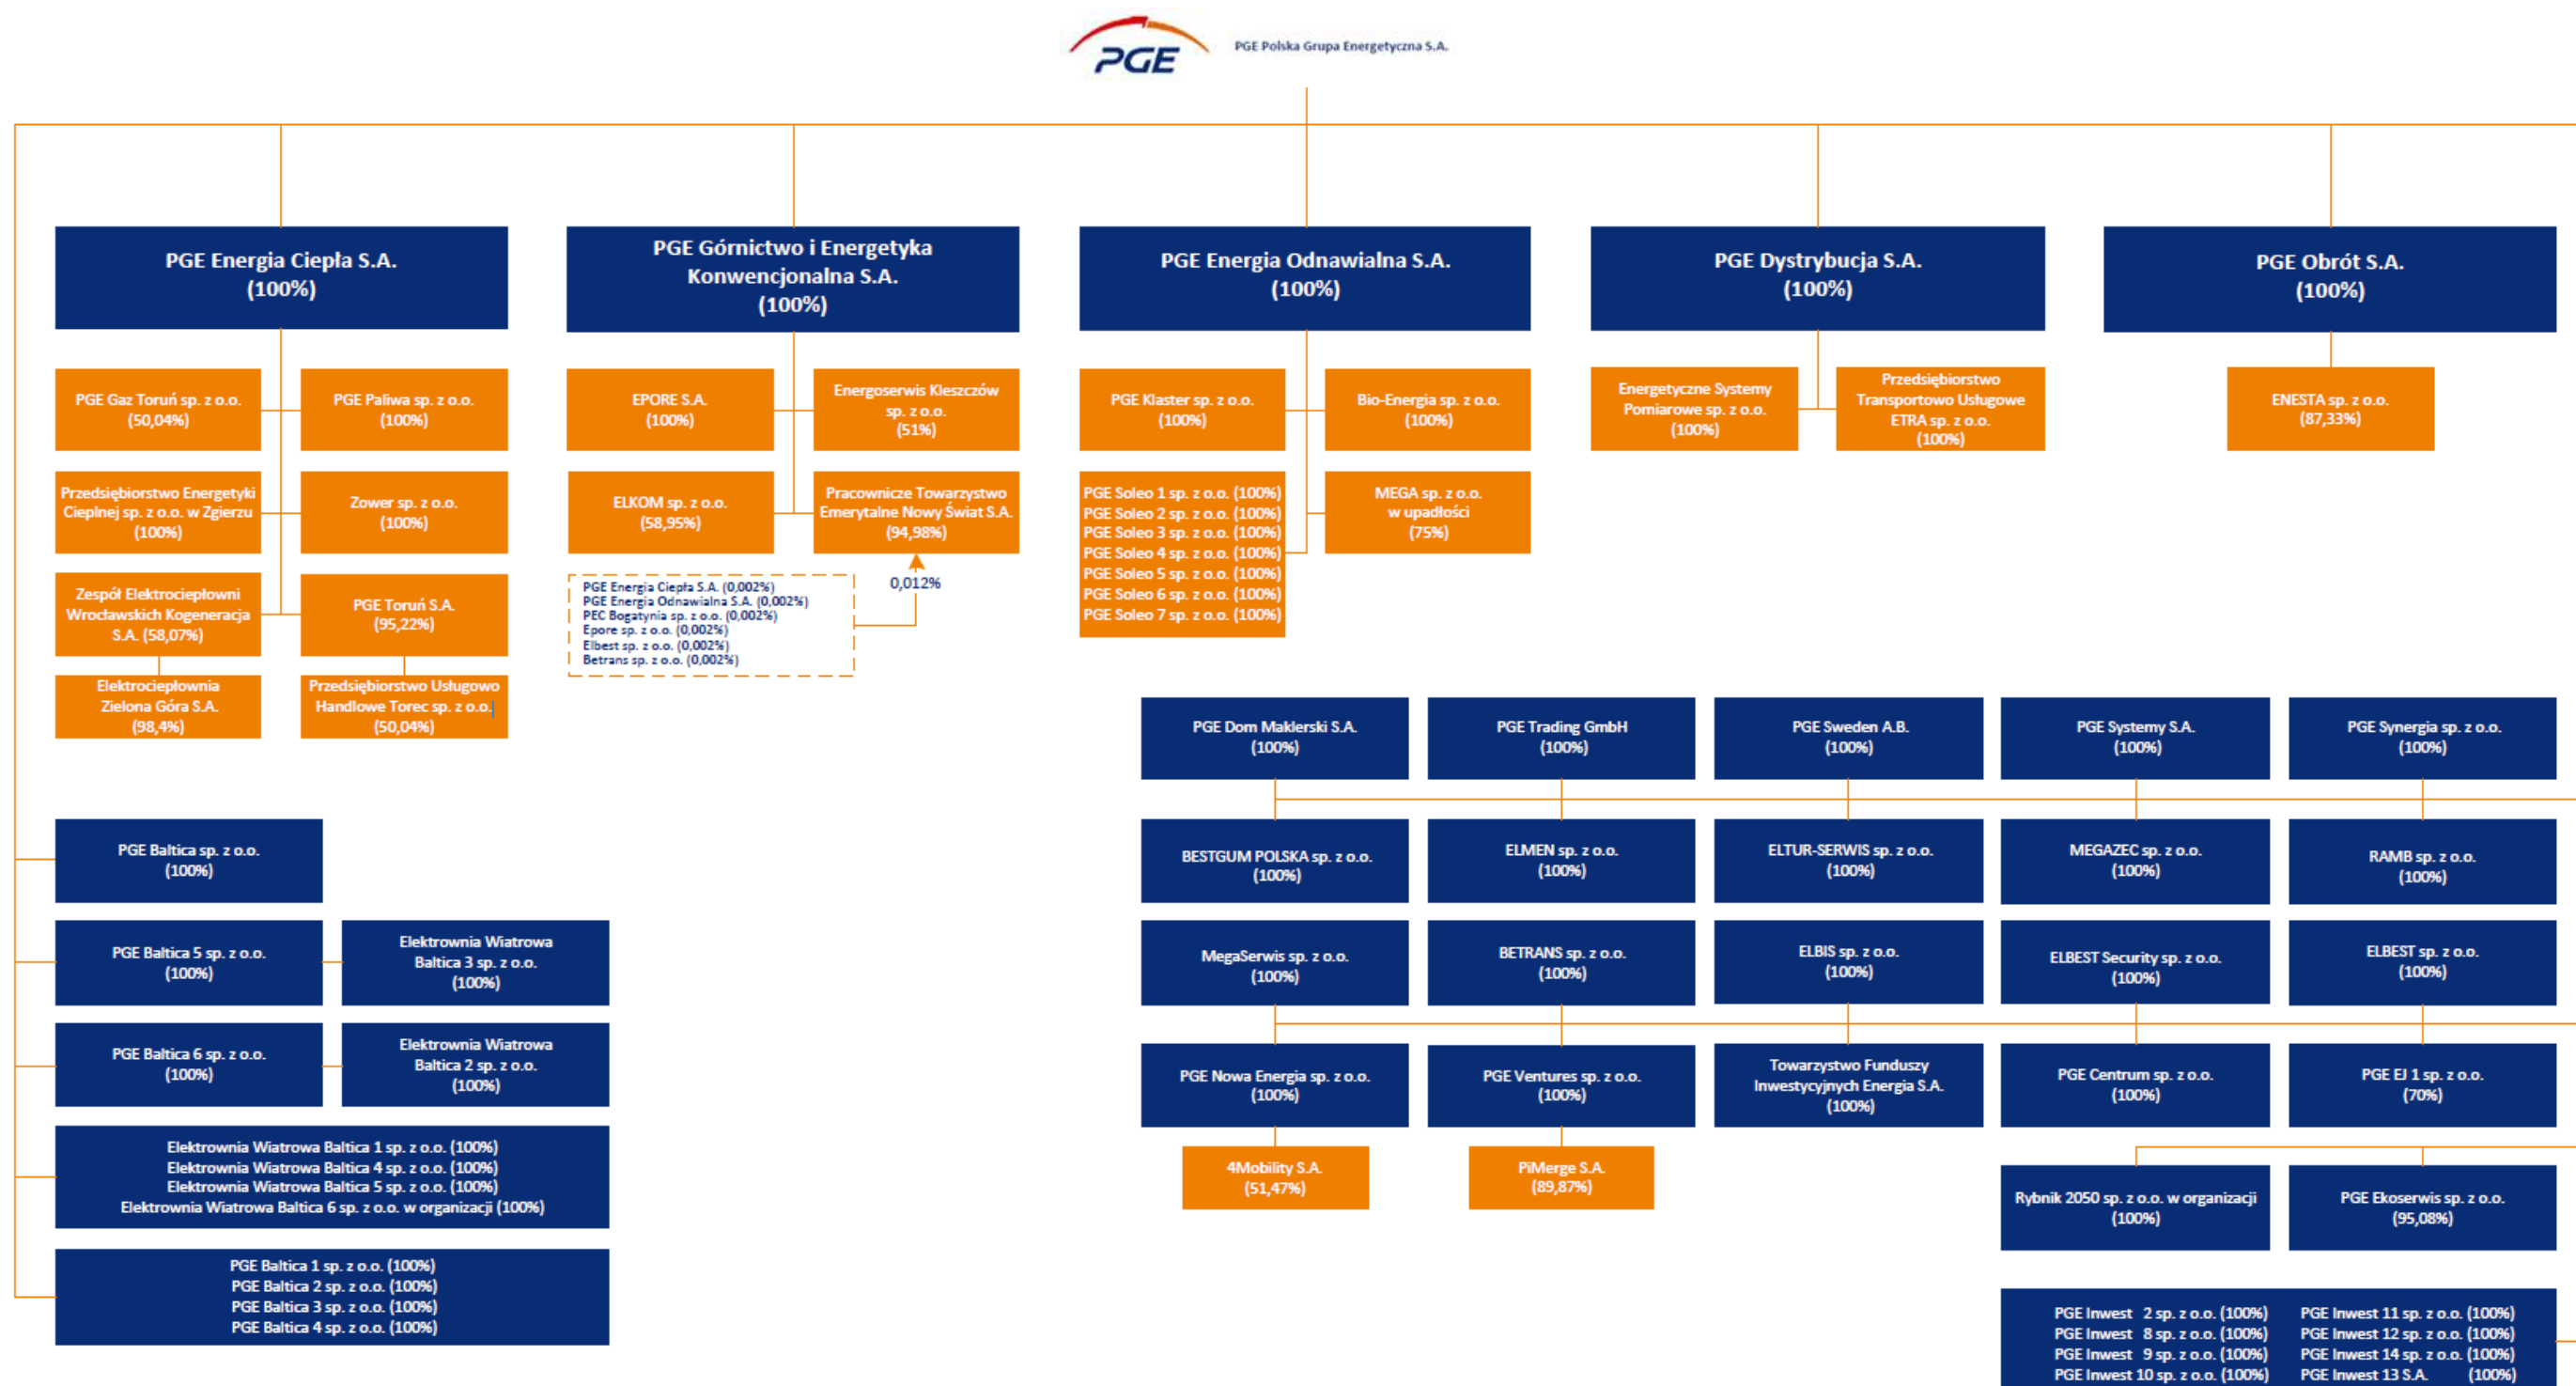 PGE
PGE Polska Grupa Energetyczna S.A.
PGE Energia Ciepła S.A.
(100%)
PGE Górnictwo i Energetyka
Konwencjonalna S.A.
(100%)
PGE Energia Odnawialna S.A.
(100%)
PGE Dystrybucja S.A.
(100%)
PGE Obrót S.A.
(100%)
PGE Gaz Toruń sp. z o.o.
(50,04%)
PGE Paliwa sp. z o.o.
(100%)
Przedsiębiorstwo Energetyki
Cieplnej sp. z o.o. w Zgierzu
(100%)
Zower sp. z o.o.
(100%)
Zespół Elektrociepłowni
Wrocławskich Kogeneracja
S.A. (58,07%)
PGE Toruń S.A.
(95,22%)
Elektrociepłownia
Zielona Góra S.A.
(98,4%)
Przedsiębiorstwo Usługowo
Handlowe Torec sp. z o.o.
(50,04%)
EPORE S.A.
(100%)
Energoserwis Kleszczów
sp. z o.o.
(51%)
ELKOM sp. z o.o.
(58,95%)
Pracownicze Towarzystwo
Emerytalne Nowy Świat S.A.
(94,98%)
PGE Energia Ciepła S.A. (0,002%)
PGE Energia Odnawialna S.A. (0,002%)
PEC Bogatynia sp. z o.o. (0,002%)
Epore sp. z o.o. (0,002%)
Elbest sp. z o.o. (0,002%)
Betrans sp. z o.o. (0,002%)
0,012%
PGE Klaster sp. z o.o.
(100%)
Bio-Energia sp. z o.o.
(100%)
PGE Soleo 1 sp. z o.o. (100%)
PGE Soleo 2 sp. z o.o. (100%)
PGE Soleo 3 sp. z o.o. (100%)
PGE Soleo 4 sp. z o.o. (100%)
PGE Soleo 5 sp. z o.o. (100%)
PGE Soleo 6 sp. z o.o. (100%)
PGE Soleo 7 sp. z o.o. (100%)
MEGA sp. z o.o.
w upadłości
(75%)
Energetyczne Systemy
Pomiarowe sp. z o.o.
(100%)
Przedsiębiorstwo
Transportowo Usługowe
ETRA sp. z o.o.
(100%)
ENESTA sp. z o.o.
(87,33%)
PGE Dom Maklerski S.A.
(100%)
PGE Trading GmbH
(100%)
PGE Sweden A.B.
(100%)
PGE Systemy S.A.
(100%)
PGE Synergia sp. z o.o.
(100%)
BESTGUM POLSKA sp. z o.o.
(100%)
ELMEN sp. z o.o.
(100%)
ELTUR-SERWIS sp. z o.o.
(100%)
MEGAZEC sp. z o.o.
(100%)
RAMB sp. z o.o.
(100%)
MegaSerwis sp. z o.o.
(100%)
BETRANS sp. z o.o.
(100%)
ELBIS sp. z o.o.
(100%)
ELBEST Security sp. z o.o.
(100%)
ELBEST sp. z o.o.
(100%)
PGE Nowa Energia sp. z o.o.
(100%)
PGE Ventures sp. z o.o.
(100%)
Towarzystwo Funduszy
Inwestycyjnych Energia S.A.
(100%)
PGE Centrum sp. z o.o.
(100%)
PGE EJ 1 sp. z o.o.
(70%)
4Mobility S.A.
(51,47%)
PiMerge S.A.
(89,87%)
Rybnik 2050 sp. z o.o. w organizacji
(100%)
PGE Ekoserwis sp. z o.o.
(95,08%)
PGE Inwest 2 sp. z o.o. (100%)
PGE Inwest 8 sp. z o.o. (100%)
PGE Inwest 9 sp. z o.o. (100%)
PGE Inwest 10 sp. z o.o. (100%)
PGE Inwest 11 sp. z o.o. (100%)
PGE Inwest 12 sp. z o.o. (100%)
PGE Inwest 14 sp. z o.o. (100%)
PGE Inwest 13 S.A. (100%)
PGE Baltica sp. z o.o.
(100%)
PGE Baltica 5 sp. z o.o.
(100%)
Elektrownia Wiatrowa
Baltica 3 sp. z o.o.
(100%)
PGE Baltica 6 sp. z o.o.
(100%)
Elektrownia Wiatrowa
Baltica 2 sp. z o.o.
(100%)
Elektrownia Wiatrowa Baltica 1 sp. z o.o. (100%)
Elektrownia Wiatrowa Baltica 4 sp. z o.o. (100%)
Elektrownia Wiatrowa Baltica 5 sp. z o.o. (100%)
Elektrownia Wiatrowa Baltica 6 sp. z o.o. w organizacji (100%)
PGE Baltica 1 sp. z o.o. (100%)
PGE Baltica 2 sp. z o.o. (100%)
PGE Baltica 3 sp. z o.o. (100%)
PGE Baltica 4 sp. z o.o. (100%)